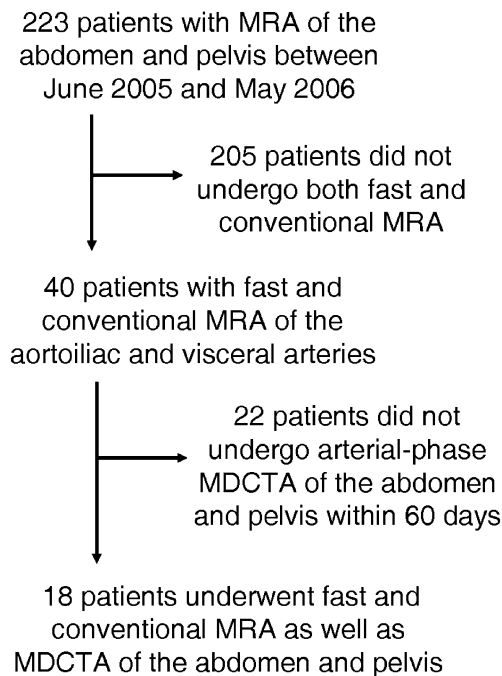 223 patients with MRA of the
abdomen and pelvis between
June 2005 and May 2006
205 patients did not
undergo both fast and
conventional MRA
40 patients with fast and
conventional MRA of the
aortoiliac and visceral arteries
22 patients did not
undergo arterial-phase
MDCTA of the abdomen
and pelvis within 60 days
18 patients underwent fast and
conventional MRA as well as
MDCTA of the abdomen and pelvis